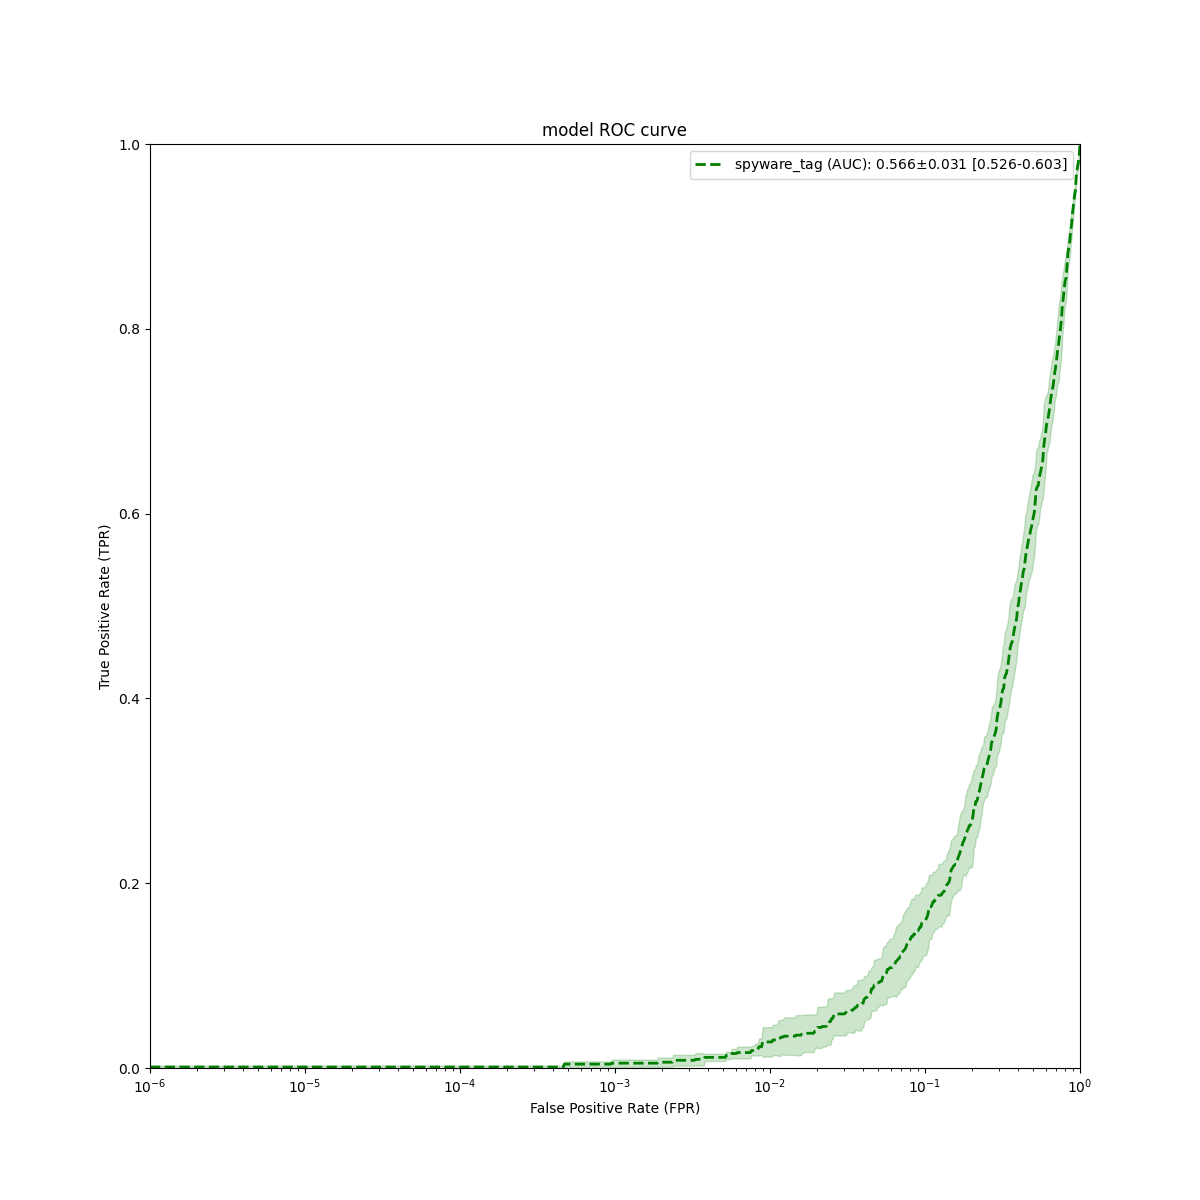 model ROC curve
spyware_tag (AUC): 0.566±0.031 [0.526-0.603]
1.0
0.8
0.6
0.4
0.2
0.0
True Positive Rate (TPR)
10⁻⁶ 10⁻⁵ 10⁻⁴ 10⁻³ 10⁻² 10⁻¹ 10⁰
False Positive Rate (FPR)